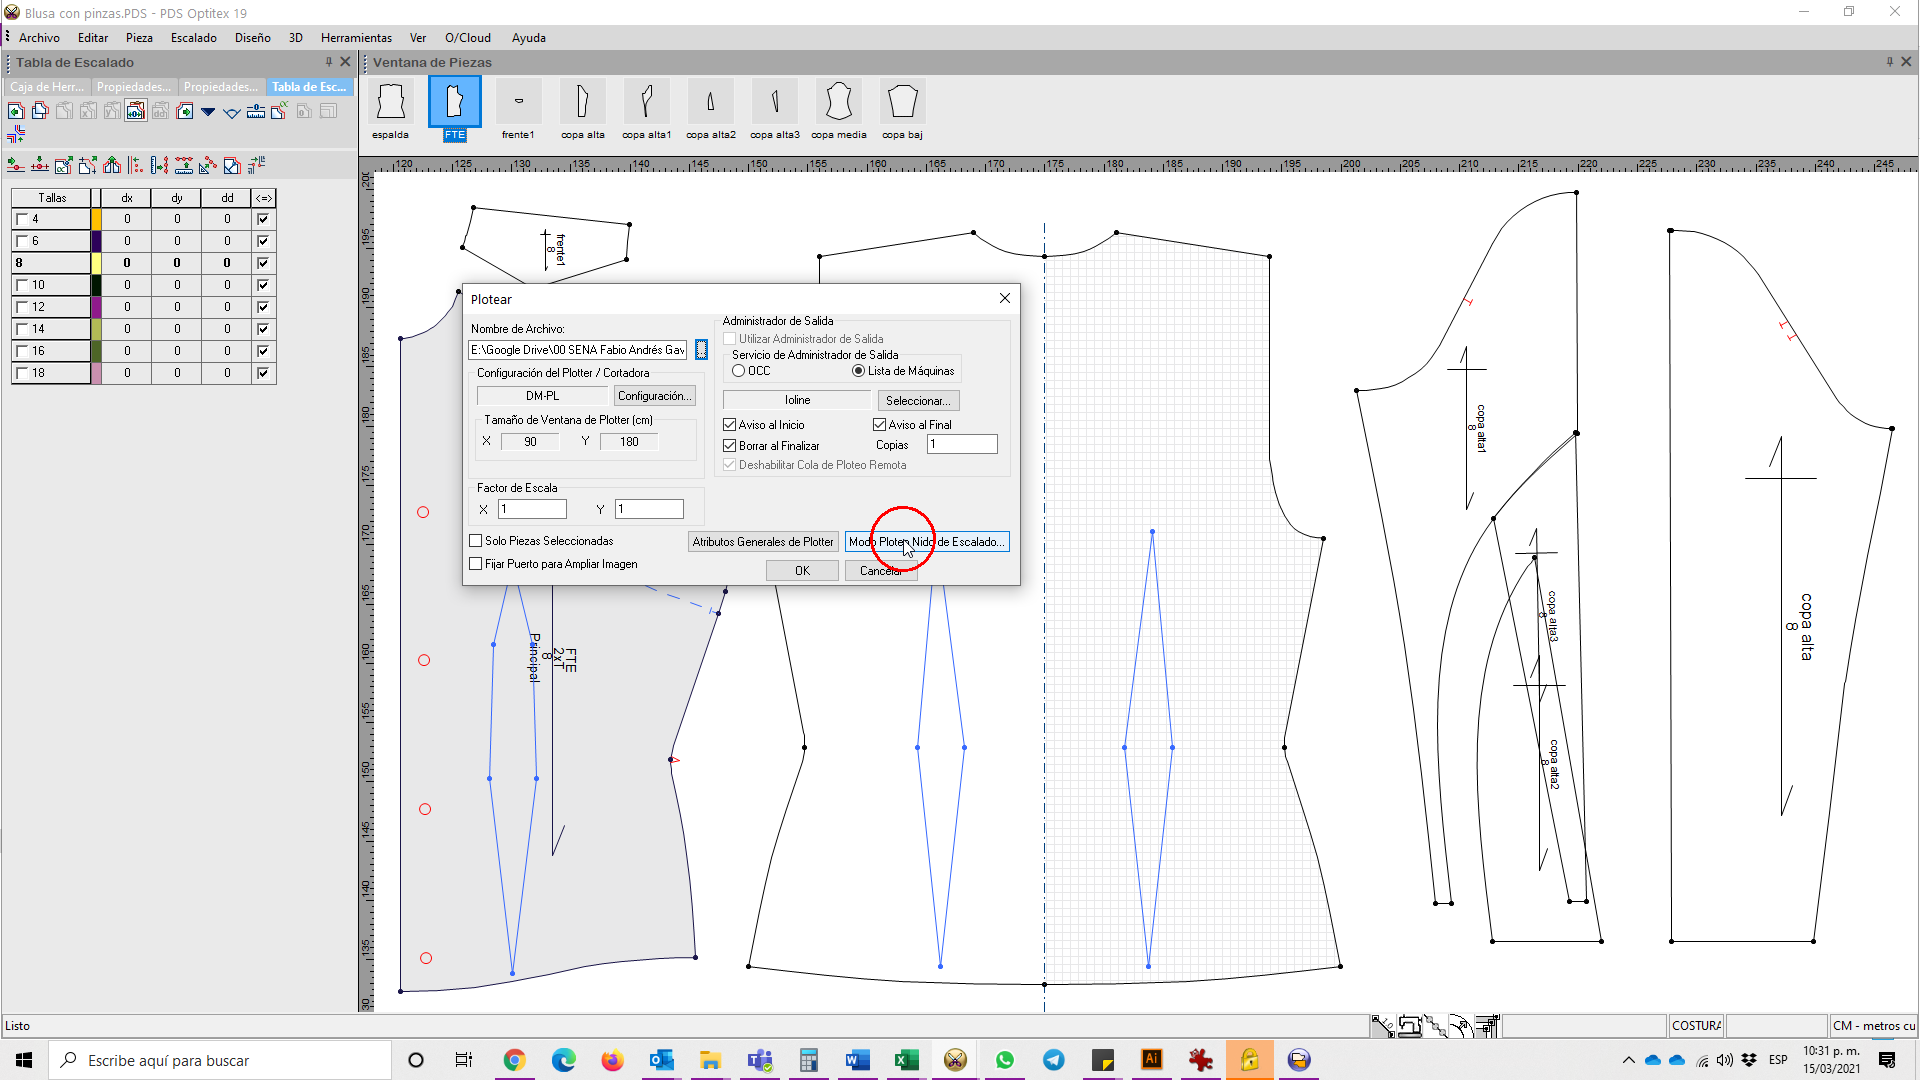 Blusa con pinzas.PDS - PDS Optitex 19
Archivo Editar Pieza Escalado Diseño 3D Herramientas Ver O/Cloud Ayuda
Tabla de Escalado
Ventana de Piezas
Caja de Herr... Propiedades... Propiedades... Tabla de Esc...
espalda FTE frente1 copa alta copa alta1 copa alta2 copa alta3 copa media copa baj
120 125 130 135 140 145 150 155 160 165 170 175 180 185 190 195 200 205 210 215 220 225 230 235 240 245
Tallas dx dy dd <=>
4 0 0 0
6 0 0 0
8 0 0 0
10 0 0 0
12 0 0 0
14 0 0 0
16 0 0 0
18 0 0 0
200
195
190
185
180
175
170
165
160
155
150
145
140
135
30
frente1
8
Plotear
Nombre de Archivo:
E:\Google Drive\00 SENA Fabio Andrés Gav
Configuración del Plotter / Cortadora
DM-PL Configuración...
Tamaño de Ventana de Plotter (cm)
X 90 Y 180
Factor de Escala
X 1 Y 1
Solo Piezas Seleccionadas
Fijar Puerto para Ampliar Imagen
Administrador de Salida
Utilizar Administrador de Salida
Servicio de Administrador de Salida
OCC Lista de Máquinas
Ioline Seleccionar...
Aviso al Inicio Aviso al Final
Borrar al Finalizar Copias 1
Deshabilitar Cola de Ploteo Remota
Atributos Generales de Plotter Modo Ploteo Nido de Escalado...
OK Cancelar
FTE
2xT
8
Principal
copa alta1
8
copa alta3
8
copa alta2
8
copa alta
8
Listo
COSTURA
CM - metros cu
Escribe aquí para buscar
ESP
10:31 p. m.
15/03/2021